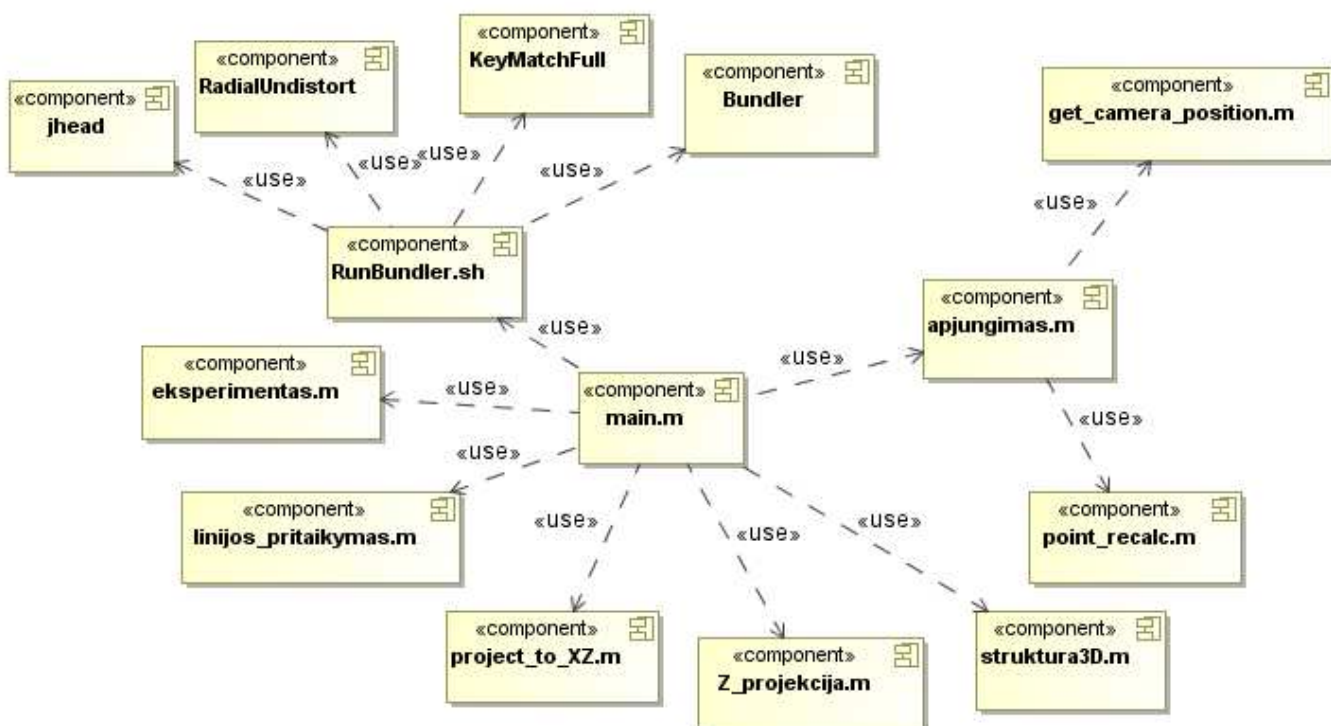 «component»
KeyMatchFull
«component»
RadialUndistort
«component»
Bundler
«component»
jhead
«component»
get_camera_position.m
«use»
«use»
«use»
«use»
«use»
«component»
RunBundler.sh
«component»
apjungimas.m
«use»
«use»
«component»
eksperimentas.m
«use»
«component»
main.m
«use»
«use»
«component»
linijos_pritaikymas.m
«use»
«use»
«use»
«component»
point_recalc.m
«component»
project_to_XZ.m
«component»
Z_projekcija.m
«component»
struktura3D.m